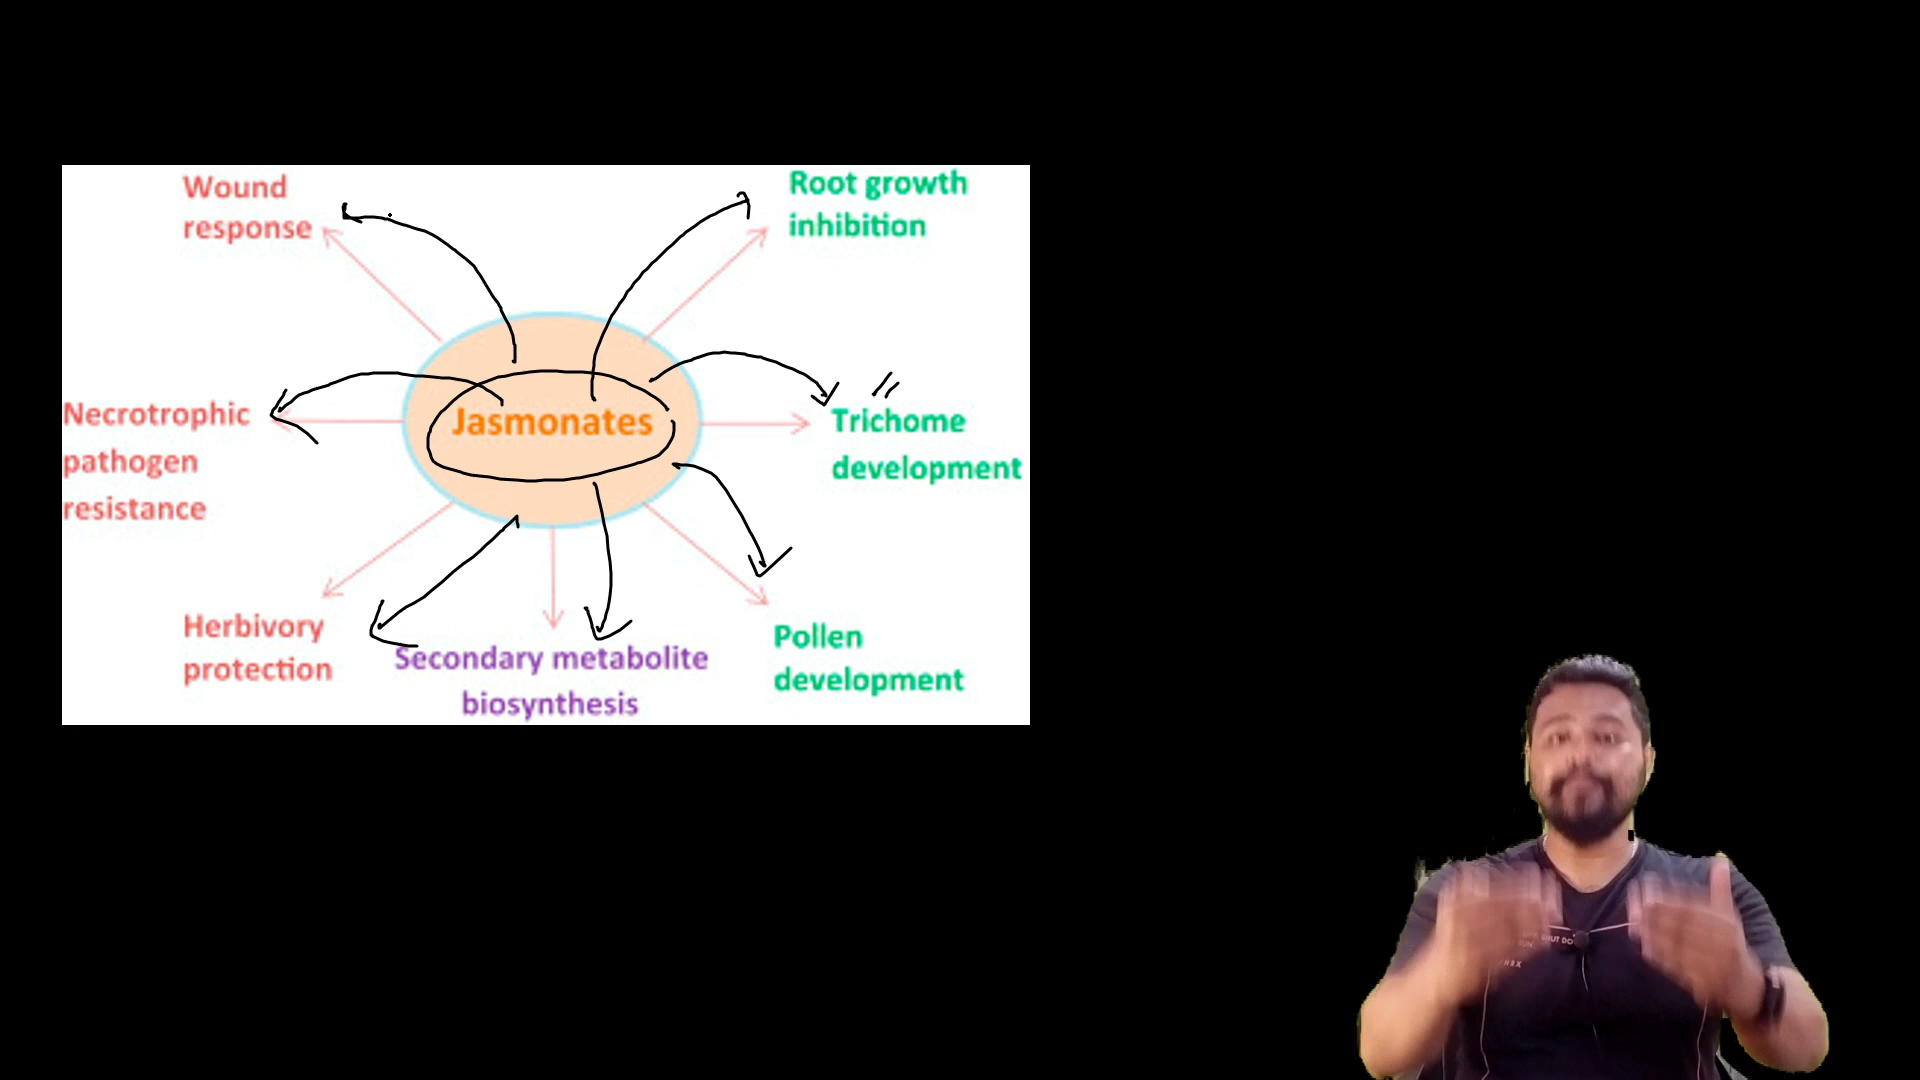 Wound
response
Root growth
inhibition
Necrotrophic
pathogen
resistance
Jasmonates
Trichome
development
Herbivory
protection
Secondary metabolite
biosynthesis
Pollen
development